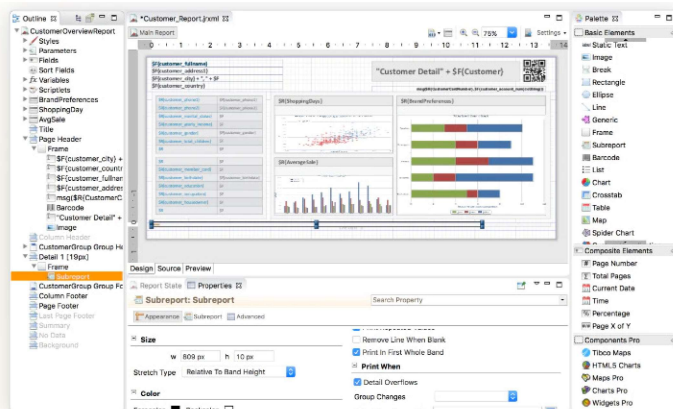 Outline
*Customer_Report.jrxml
Palette
CustomerOverviewReport
Styles
Parameters
Fields
Sort Fields
Variables
Scriptlets
BrandPreferences
ShoppingDay
AvgSale
Title
Page Header
Frame
$F{customer_city} +
$F{customer_countr
$F{customer_fullnam
$F{customer_addres
msg($R{CustomerC
Barcode
"Customer Detail" +
Image
Column Header
CustomerGroup Group He
Detail 1 [19px]
Frame
Subreport
CustomerGroup Group Fo
Column Footer
Page Footer
Last Page Footer
Summary
No Data
Background
Main Report
75%
Settings
$F{customer_fullname}
$F{customer_address1}
$F{customer_city} + "," + $F
$F{customer_country}
"Customer Detail" + $F{Customer}
$R{ShoppingDays}
$R{BrandPreferences}
$R{AverageSale}
Design Source Preview
Report State
Properties
Subreport: Subreport
Search Property
Appearance
Subreport
Advanced
Size
w 809 px h 10 px
Stretch Type Relative To Band Height
Color
Remove Line When Blank
Print In First Whole Band
Print When
Detail Overflows
Group Changes
Basic Elements
Static Text
Image
Break
Rectangle
Ellipse
Line
Generic
Frame
Subreport
Barcode
List
Chart
Crosstab
Table
Map
Spider Chart
Composite Elements
Page Number
Total Pages
Current Date
Time
Percentage
Page X of Y
Components Pro
Tibco Maps
HTML5 Charts
Maps Pro
Charts Pro
Widgets Pro